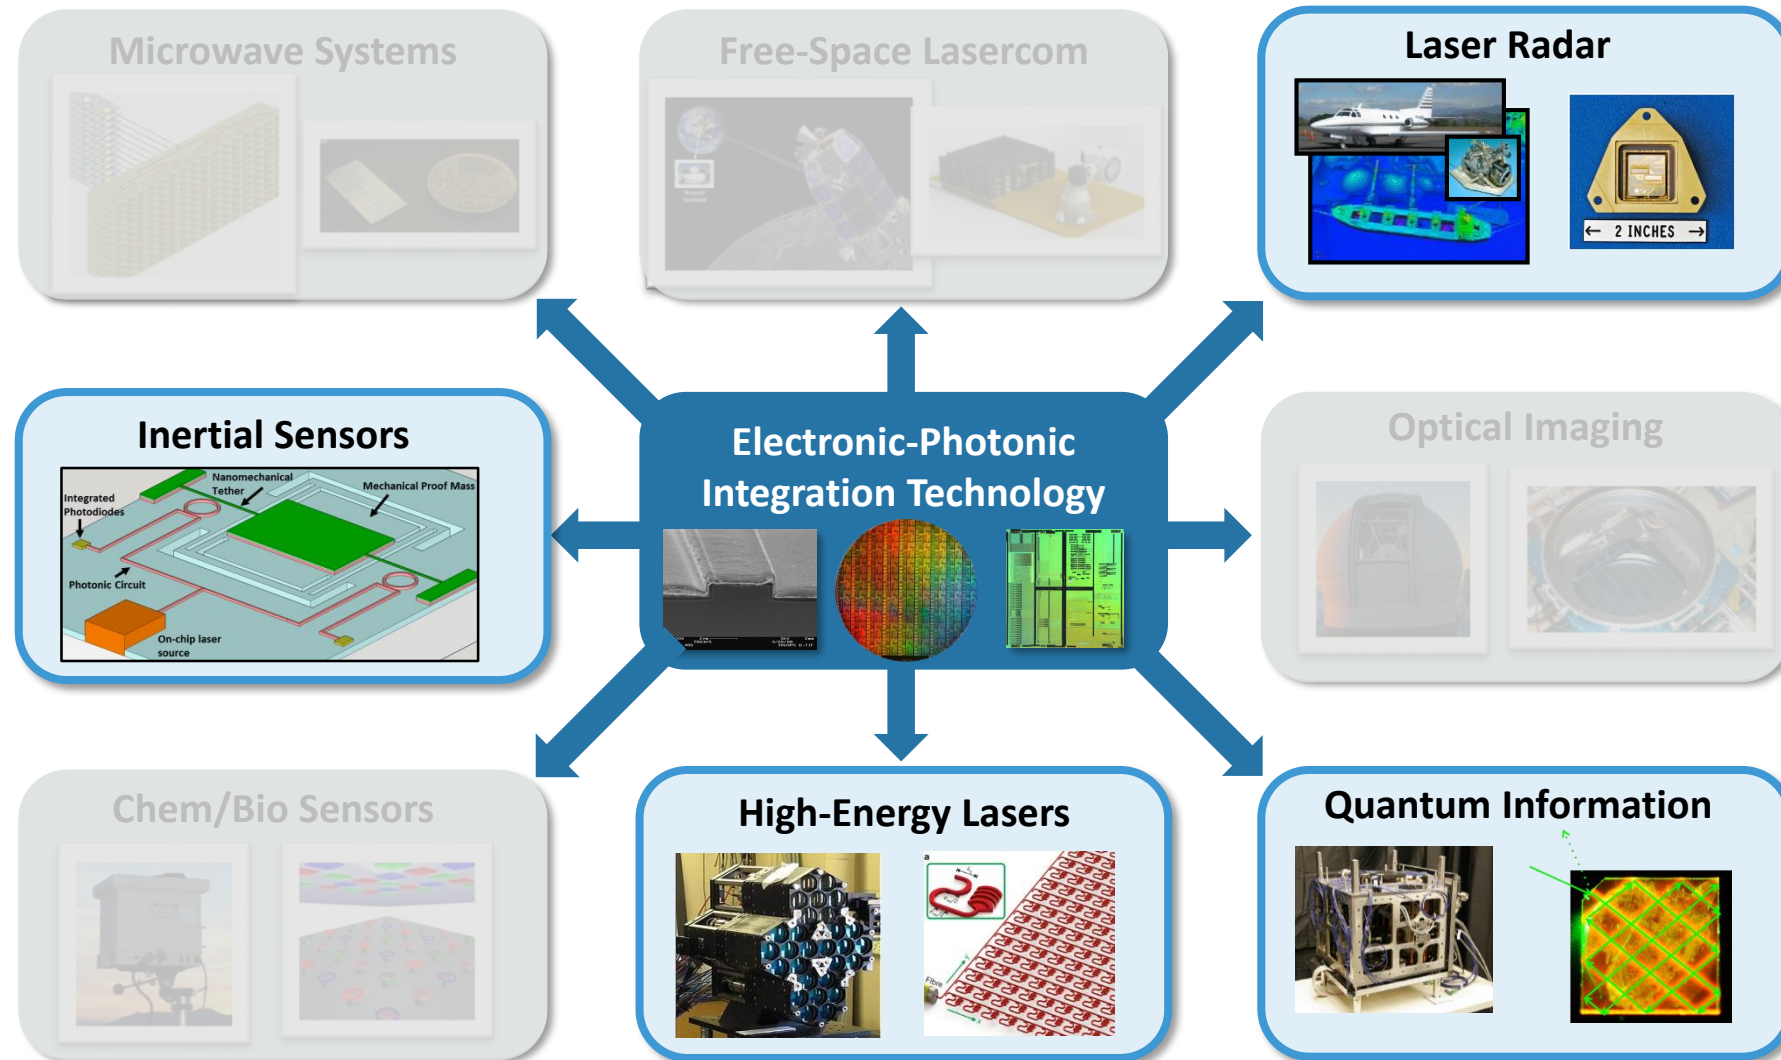 Microwave Systems
Free-Space Lasercom
Laser Radar
← 2 INCHES →
Inertial Sensors
Nanomechanical
Tether
Mechanical Proof Mass
Integrated
Photodiodes
Photonic Circuit
On-chip laser
source
Electronic-Photonic
Integration Technology
Optical Imaging
Chem/Bio Sensors
High-Energy Lasers
a
Fibre
Y
X
Quantum Information